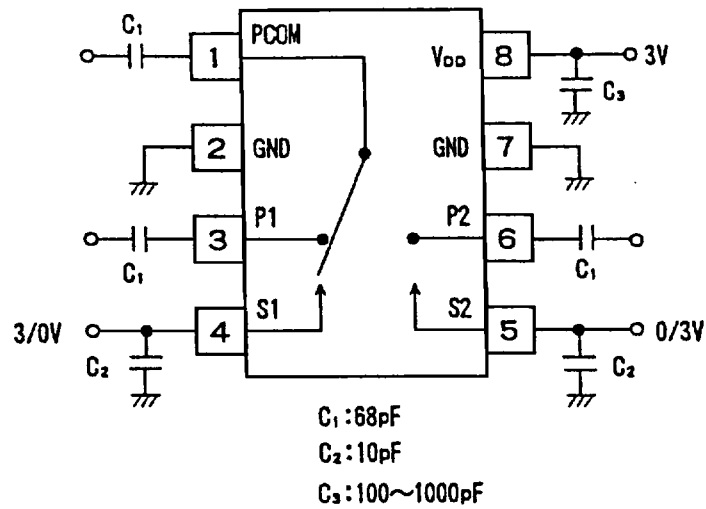 C₁
1
PCOM
V_DD
8
3V
C₃
2
GND
GND
7
3
P1
P2
6
C₁
C₁
3/0V
4
S1
S2
5
0/3V
C₂
C₂
C₁:68pF
C₂:10pF
C₃:100～1000pF